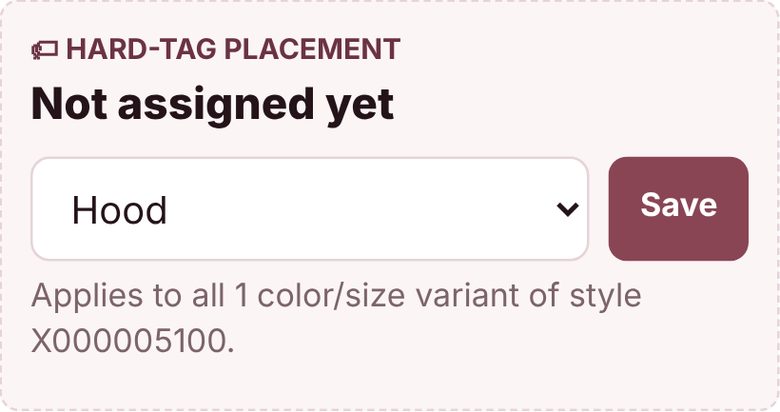 HARD-TAG PLACEMENT
Not assigned yet
Hood
Save
Applies to all 1 color/size variant of style
X000005100.